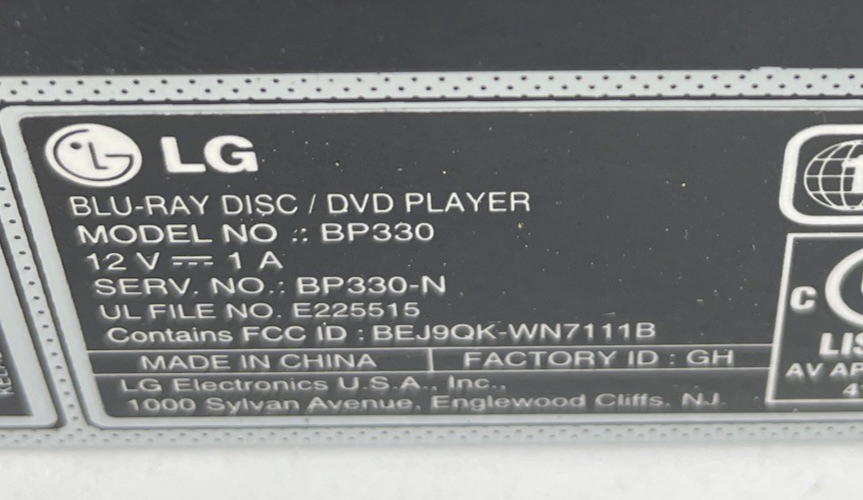 LG
BLU-RAY DISC / DVD PLAYER
MODEL NO .: BP330
12 V ⎓ 1 A
SERV. NO.: BP330-N
UL FILE NO. E225515
Contains FCC ID : BEJ9QK-WN7111B
MADE IN CHINA
FACTORY ID : GH
LG Electronics U.S.A., Inc.,
1000 Sylvan Avenue, Englewood Cliffs, NJ.
C
AV